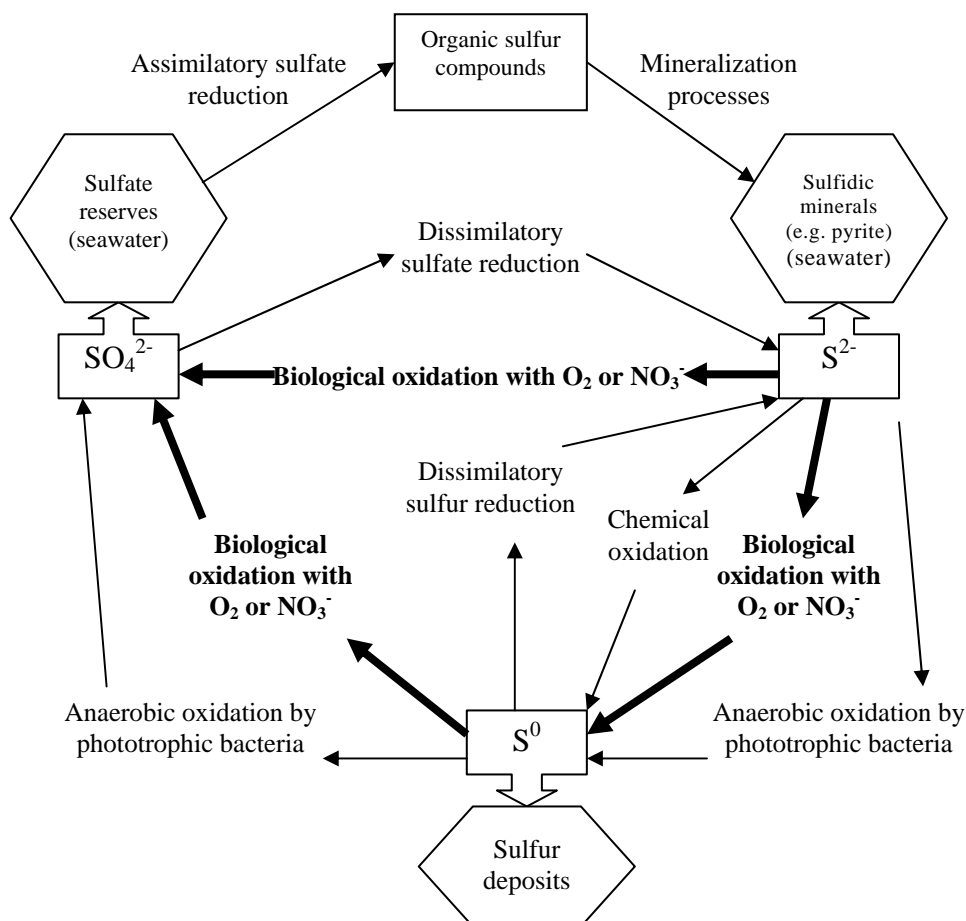 Organic sulfur
compounds
Assimilatory sulfate
reduction
Mineralization
processes
Sulfate
reserves
(seawater)
Sulfidic
minerals
(e.g. pyrite)
(seawater)
Dissimilatory
sulfate reduction
SO₄²⁻
S²⁻
Biological oxidation with O₂ or NO₃⁻
Dissimilatory
sulfur reduction
Chemical
oxidation
Biological
oxidation with
O₂ or NO₃⁻
Biological
oxidation with
O₂ or NO₃⁻
Anaerobic oxidation by
phototrophic bacteria
S⁰
Anaerobic oxidation by
phototrophic bacteria
Sulfur
deposits